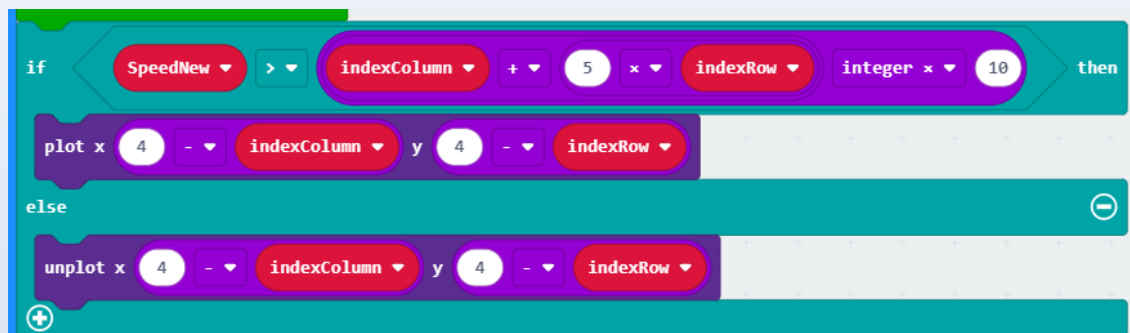 if SpeedNew > indexColumn + 5 × indexRow integer × 10 then
plot x 4 - indexColumn y 4 - indexRow
else
unplot x 4 - indexColumn y 4 - indexRow